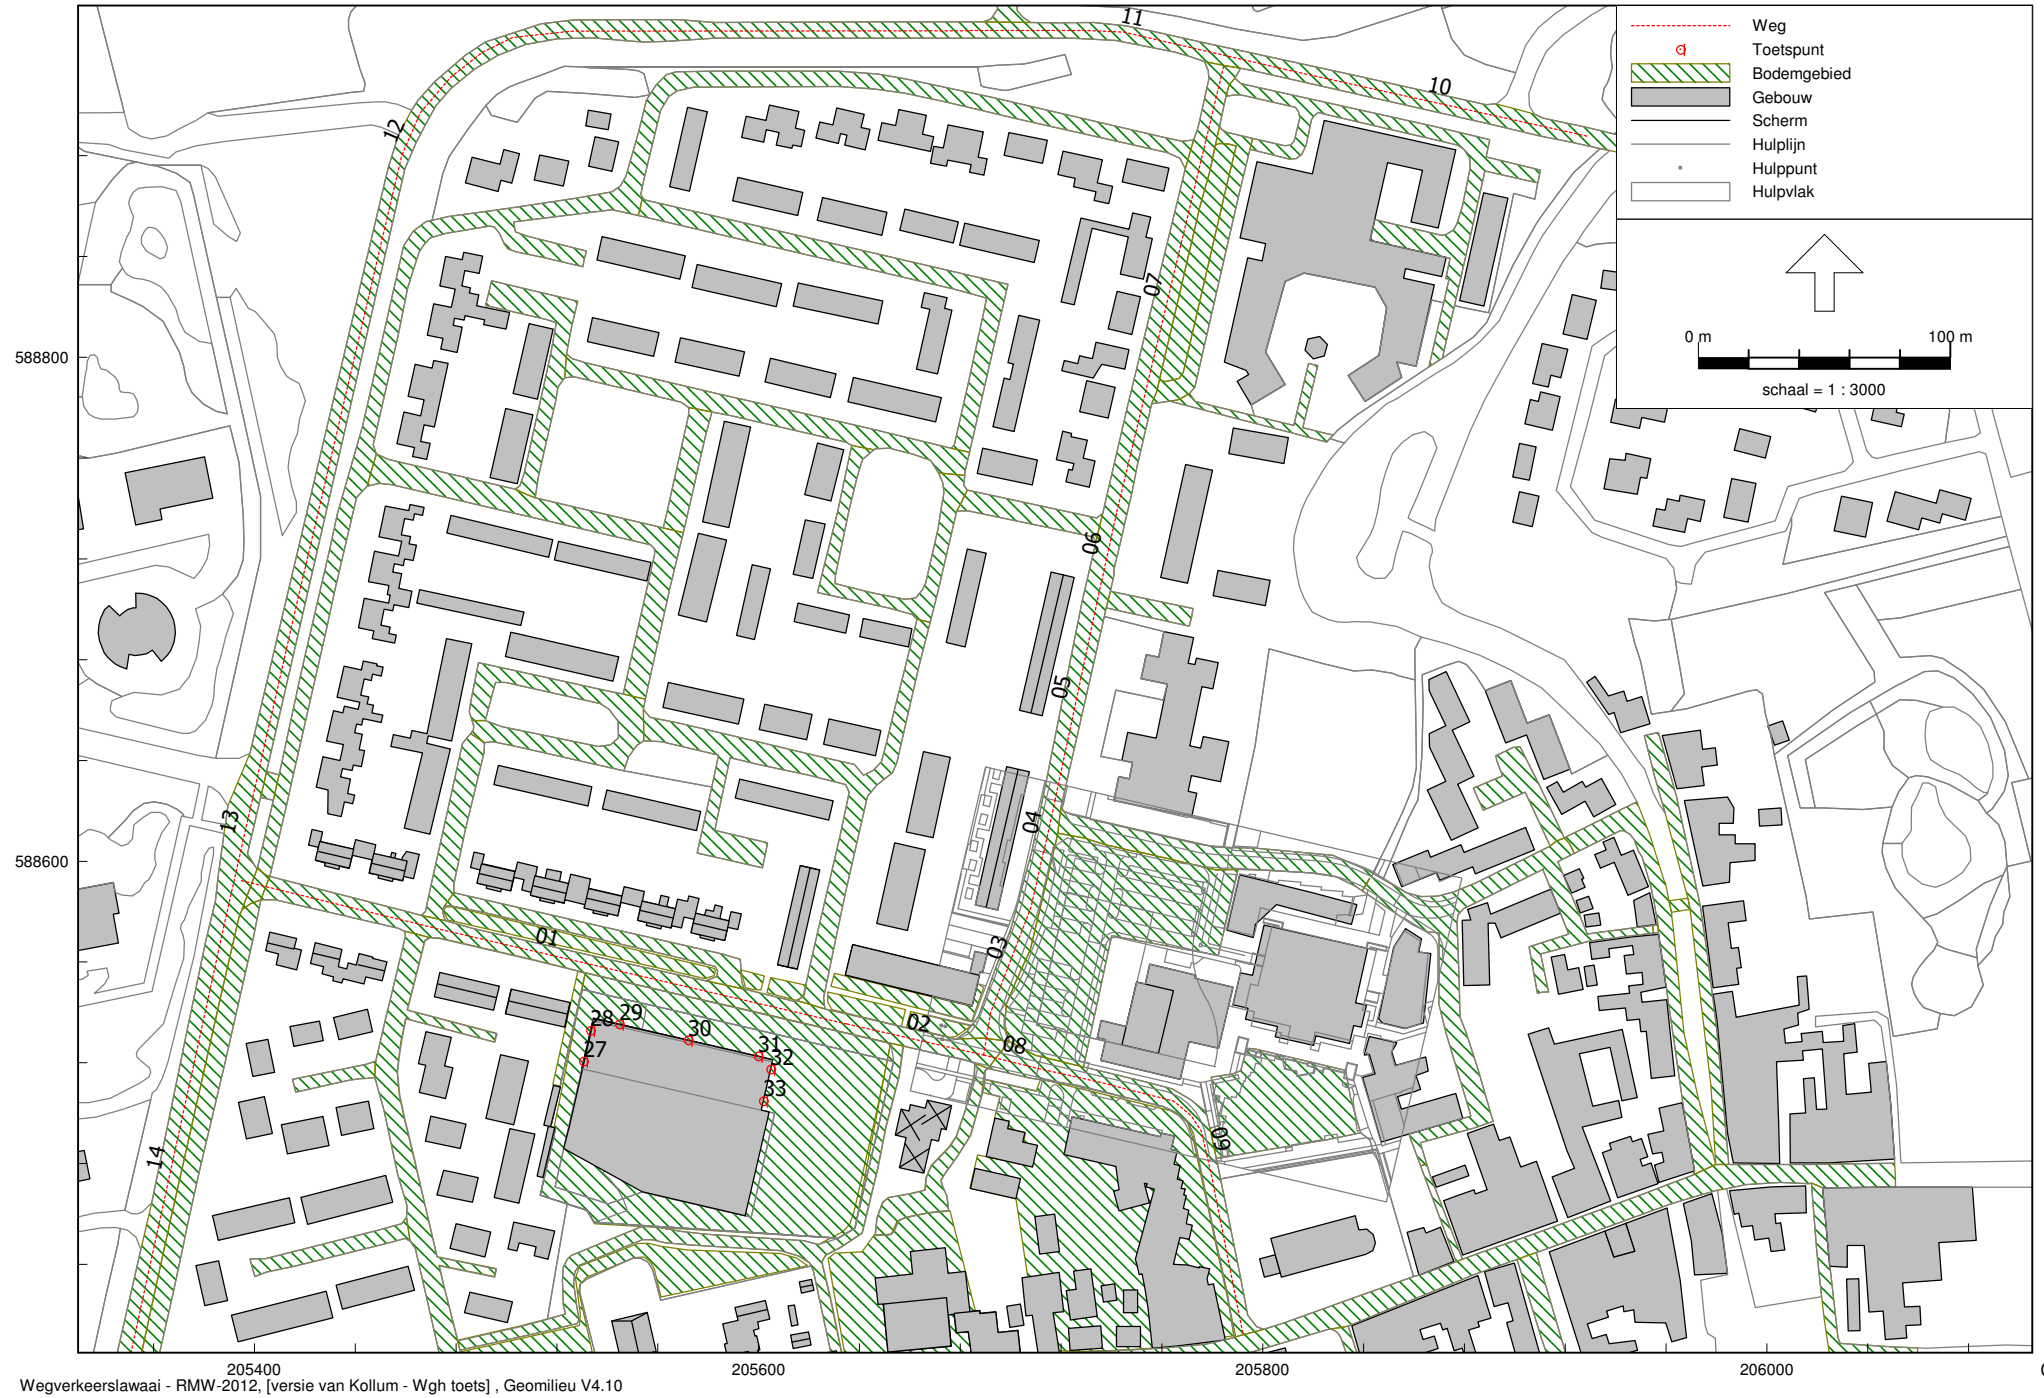 11
Weg
Toetspunt
Bodemgebied
Gebouw
Scherm
Hulplijn
Hulppunt
Hulpvlak
10
12
07
0 m
100 m
schaal = 1 : 3000
588800
06
05
04
13
588600
03
01
02
08
28
29
30
31
27
32
33
09
14
205400
205600
205800
206000
Wegverkeerslawaai - RMW-2012, [versie van Kollum - Wgh toets] , Geomilieu V4.10